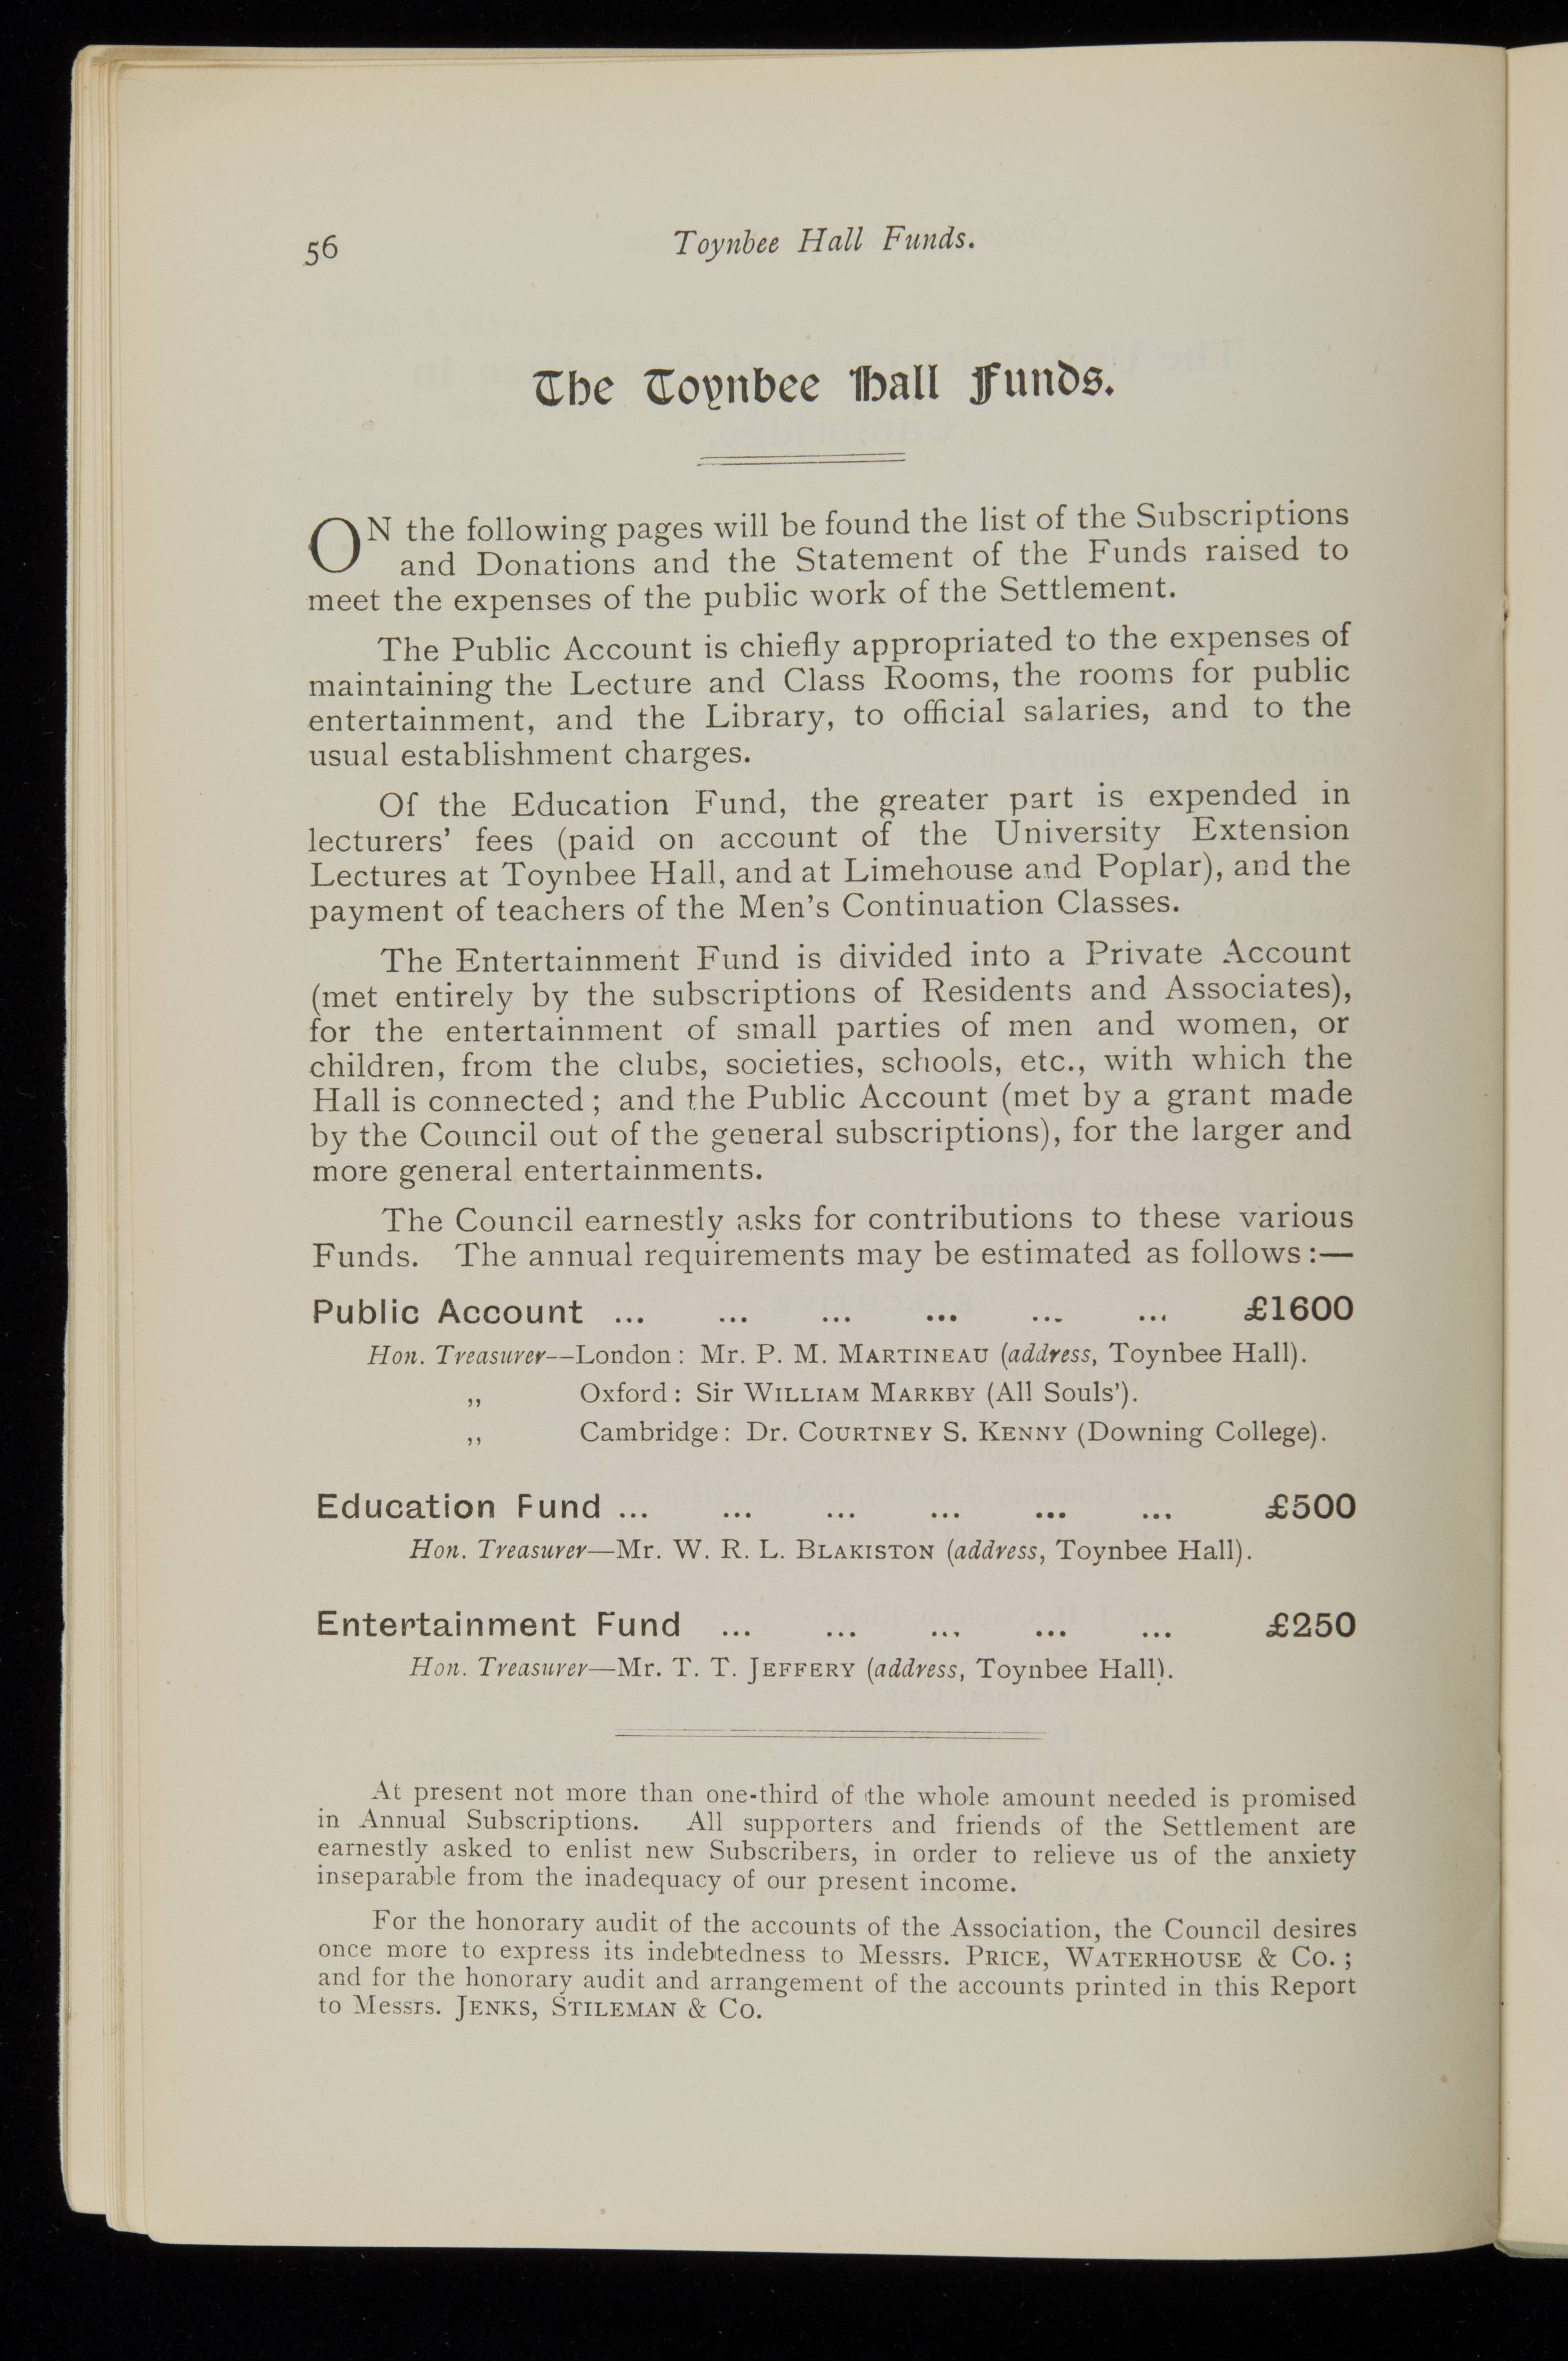 56
Toynbee Hall Funds.
The Toynbee Hall Funds.
ON the following pages will be found the list of the Subscriptions
and Donations and the Statement of the Funds raised to
meet the expenses of the public work of the Settlement.
The Public Account is chiefly appropriated to the expenses of
maintaining the Lecture and Class Rooms, the rooms for public
entertainment, and the Library, to official salaries, and to the
usual establishment charges.
Of the Education Fund, the greater part is expended in
lecturers' fees (paid on account of the University Extension
Lectures at Toynbee Hall, and at Limehouse and Poplar), and the
payment of teachers of the Men's Continuation Classes.
The Entertainment Fund is divided into a Private Account
(met entirely by the subscriptions of Residents and Associates),
for the entertainment of small parties of men and women, or
children, from the clubs, societies, schools, etc., with which the
Hall is connected; and the Public Account (met by a grant made
by the Council out of the general subscriptions), for the larger and
more general entertainments.
The Council earnestly asks for contributions to these various
Funds. The annual requirements may be estimated as follows:—
Public Account ... ... ... ... ... ... £1600
Hon. Treasurer—London: Mr. P. M. MARTINEAU (address, Toynbee Hall).
„ Oxford: Sir WILLIAM MARKBY (All Souls').
„ Cambridge: Dr. COURTNEY S. KENNY (Downing College).
Education Fund ... ... ... ... ... ... £500
Hon. Treasurer—Mr. W. R. L. BLAKISTON (address, Toynbee Hall).
Entertainment Fund ... ... ... ... ... £250
Hon. Treasurer—Mr. T. T. JEFFERY (address, Toynbee Hall).
At present not more than one-third of the whole amount needed is promised
in Annual Subscriptions. All supporters and friends of the Settlement are
earnestly asked to enlist new Subscribers, in order to relieve us of the anxiety
inseparable from the inadequacy of our present income.
For the honorary audit of the accounts of the Association, the Council desires
once more to express its indebtedness to Messrs. PRICE, WATERHOUSE & CO.;
and for the honorary audit and arrangement of the accounts printed in this Report
to Messrs. JENKS, STILEMAN & CO.